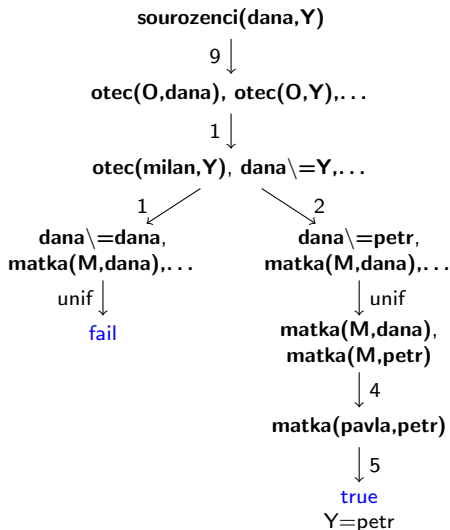 sourozenci(dana,Y)
9
otec(O,dana), otec(O,Y),...
1
otec(milan,Y), dana\=Y,...
1
2
dana\=dana,
matka(M,dana),...
dana\=petr,
matka(M,dana),...
unif
unif
fail
matka(M,dana),
matka(M,petr)
4
matka(pavla,petr)
5
true
Y=petr